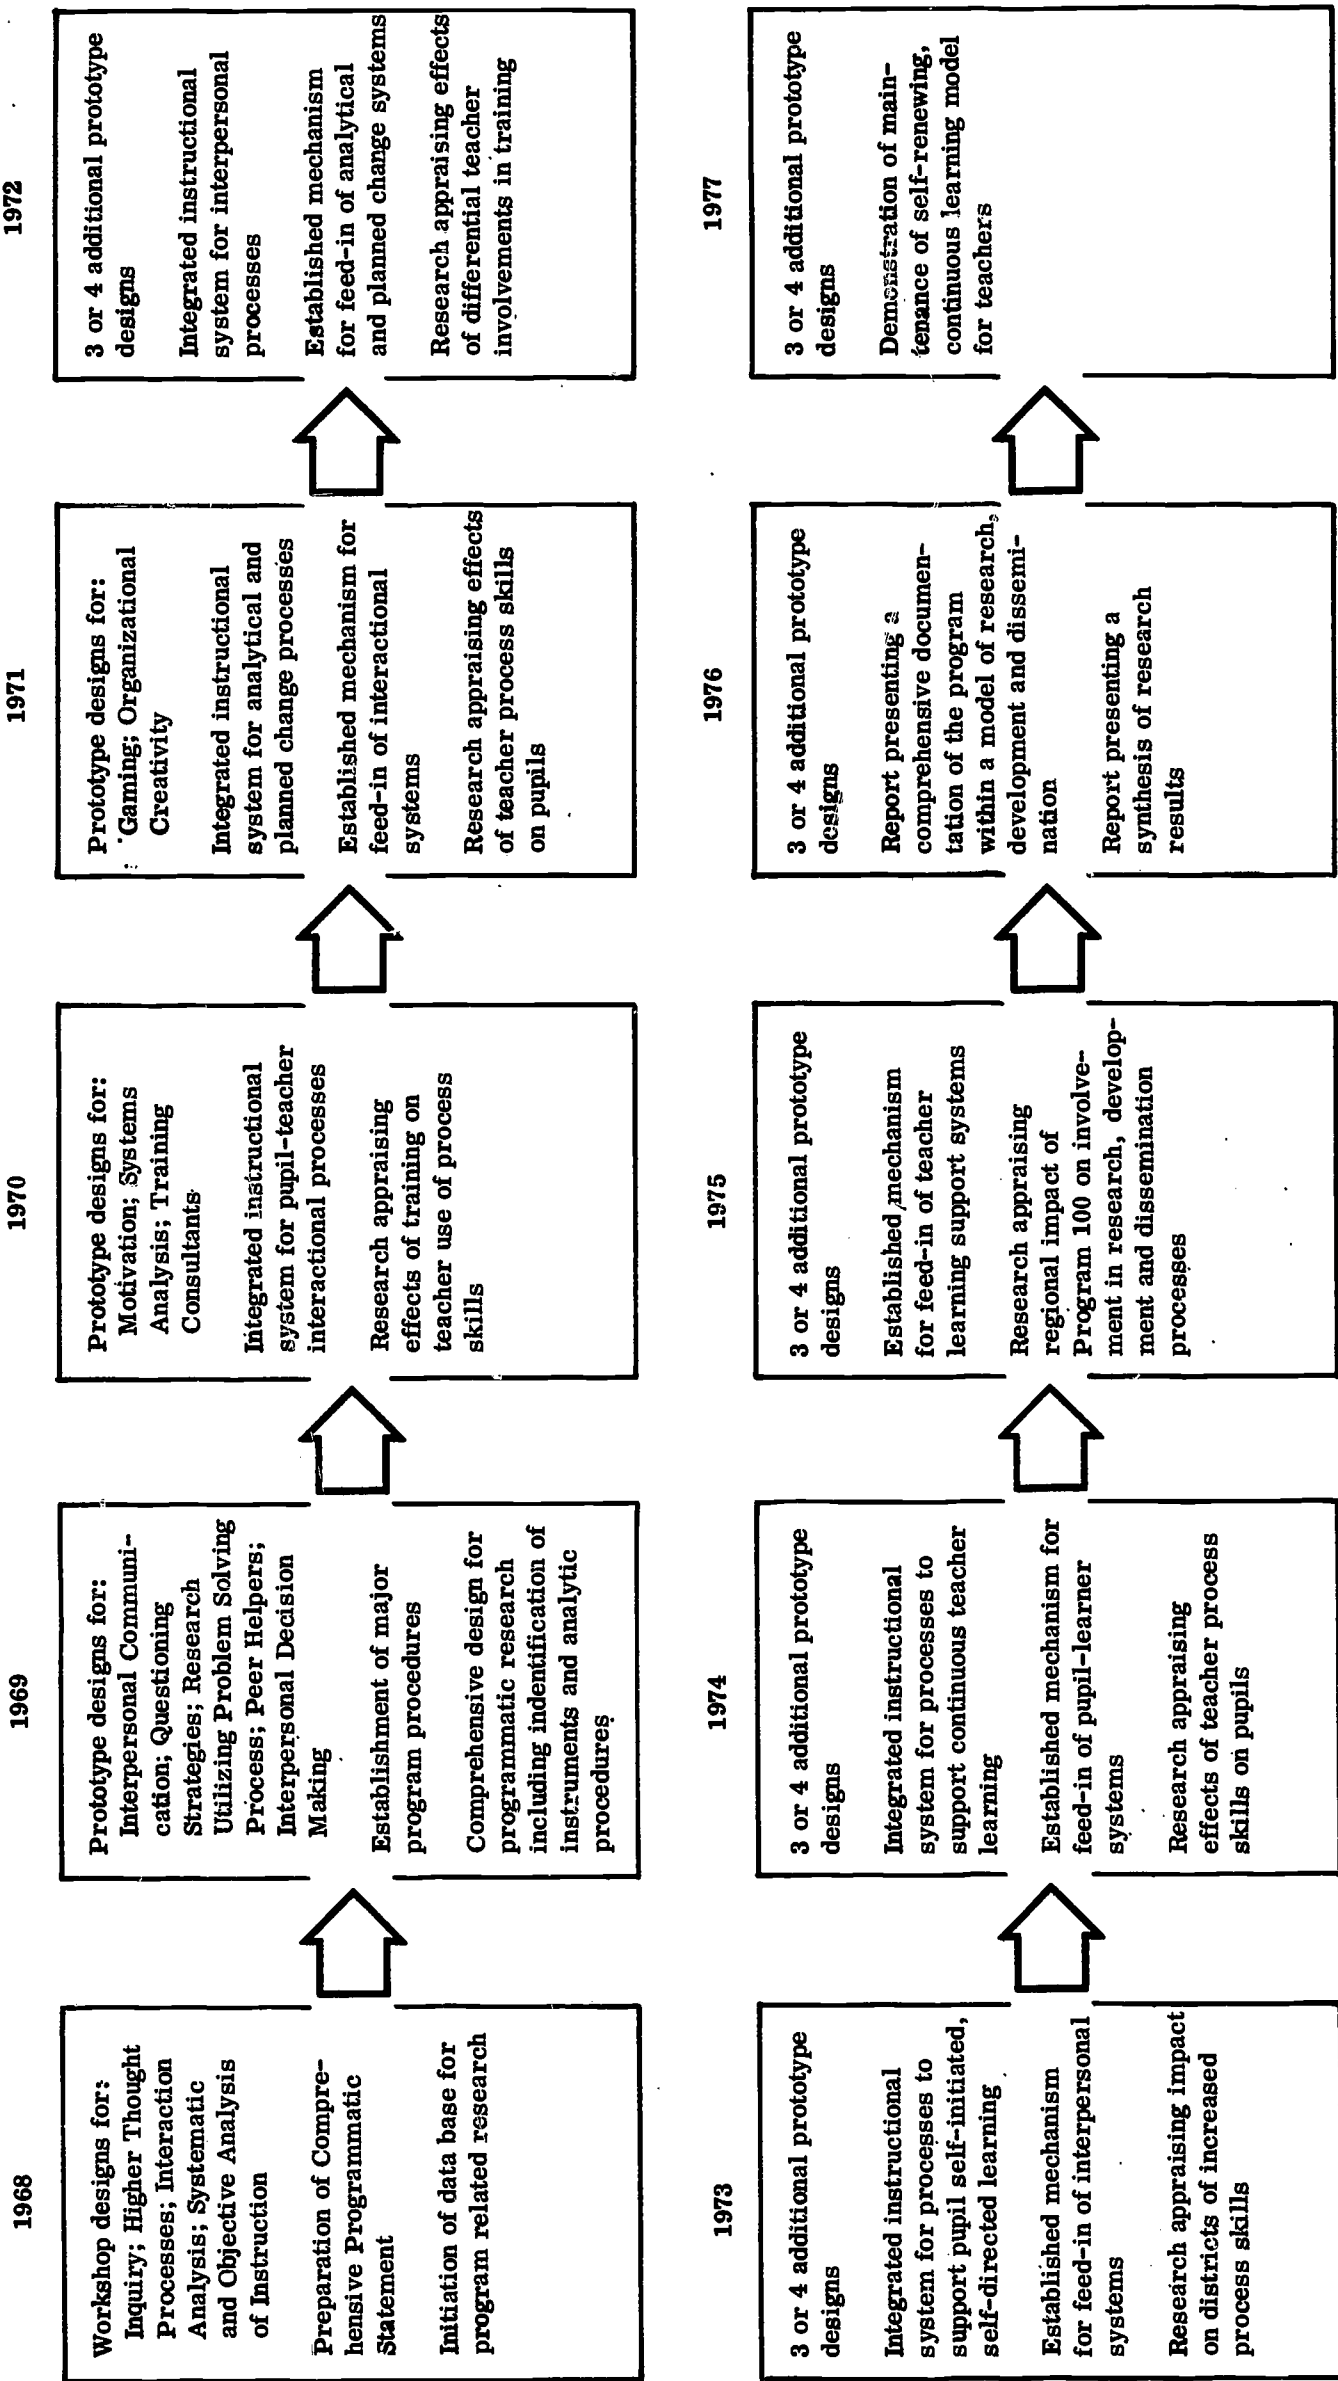 1968
Workshop designs for:
Inquiry; Higher Thought
Processes; Interaction
Analysis; Systematic
and Objective Analysis
of Instruction
Preparation of Compre-
hensive Programmatic
Statement
Initiation of data base for
program related research
1969
Prototype designs for:
Interpersonal Communi-
cation; Questioning
Strategies; Research
Utilizing Problem Solving
Process; Peer Helpers;
Interpersonal Decision
Making
Establishment of major
program procedures
Comprehensive design for
programmatic research
including indentification of
instruments and analytic
procedures
1970
Prototype designs for:
Motivation; Systems
Analysis; Training
Consultants
Integrated instructional
system for pupil-teacher
interactional processes
Research appraising
effects of training on
teacher use of process
skills
1971
Prototype designs for:
Gaming; Organizational
Creativity
Integrated instructional
system for analytical and
planned change processes
Established mechanism for
feed-in of interactional
systems
Research appraising effects
of teacher process skills
on pupils
1972
3 or 4 additional prototype
designs
Integrated instructional
system for interpersonal
processes
Established mechanism
for feed-in of analytical
and planned change systems
Research appraising effects
of differential teacher
involvements in training
1973
3 or 4 additional prototype
designs
Integrated instructional
system for processes to
support pupil self-initiated,
self-directed learning
Established mechanism
for feed-in of interpersonal
systems
Research appraising impact
on districts of increased
process skills
1974
3 or 4 additional prototype
designs
Integrated instructional
system for processes to
support continuous teacher
learning
Established mechanism for
feed-in of pupil-learner
systems
Research appraising
effects of teacher process
skills on pupils
1975
3 or 4 additional prototype
designs
Established mechanism
for feed-in of teacher
learning support systems
Research appraising
regional impact of
Program 100 on involve-
ment in research, develop-
ment and dissemination
processes
1976
3 or 4 additional prototype
designs
Report presenting a
comprehensive documen-
tation of the program
within a model of research,
development and dissemi-
nation
Report presenting a
synthesis of research
results
1977
3 or 4 additional prototype
designs
Demonstration of main-
tenance of self-renewing,
continuous learning model
for teachers